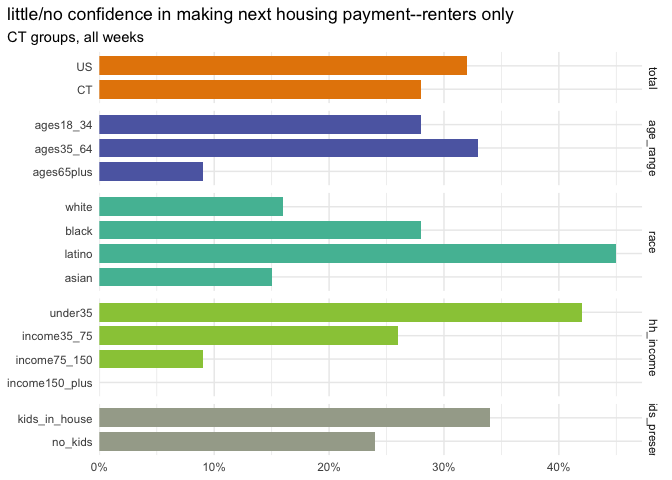 little/no confidence in making next housing payment--renters only
CT groups, all weeks
US
CT
total
ages18_34
ages35_64
ages65plus
age_range
white
black
latino
asian
race
under35
income35_75
income75_150
income150_plus
hh_income
kids_in_house
no_kids
ids_preser
0%
10%
20%
30%
40%